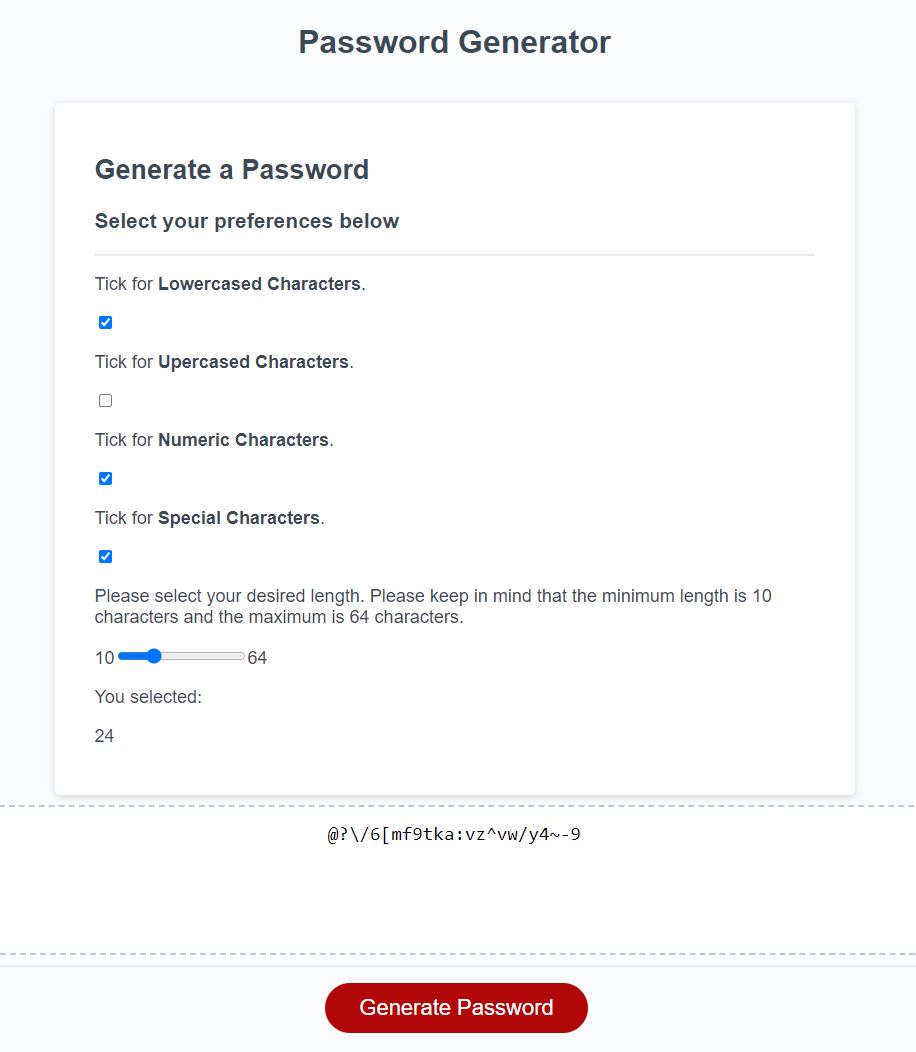 Password Generator
Generate a Password
Select your preferences below
Tick for Lowercased Characters.
Tick for Upercased Characters.
Tick for Numeric Characters.
Tick for Special Characters.
Please select your desired length. Please keep in mind that the minimum length is 10
characters and the maximum is 64 characters.
10 64
You selected:
24
@?\/6[mf9tka:vz^vw/y4~-9
Generate Password